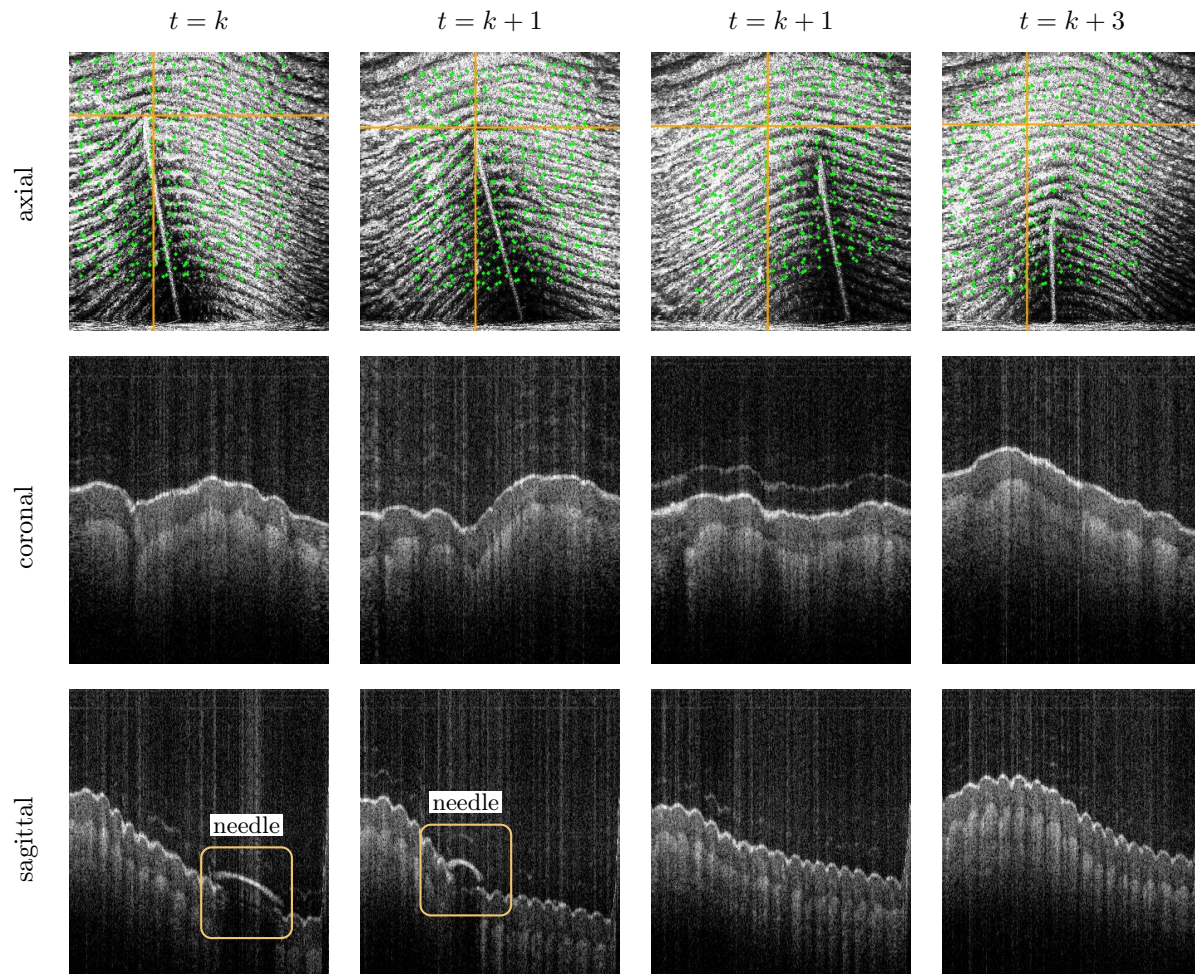 t = k
t = k + 1
t = k + 1
t = k + 3
axial
coronal
sagittal
needle
needle